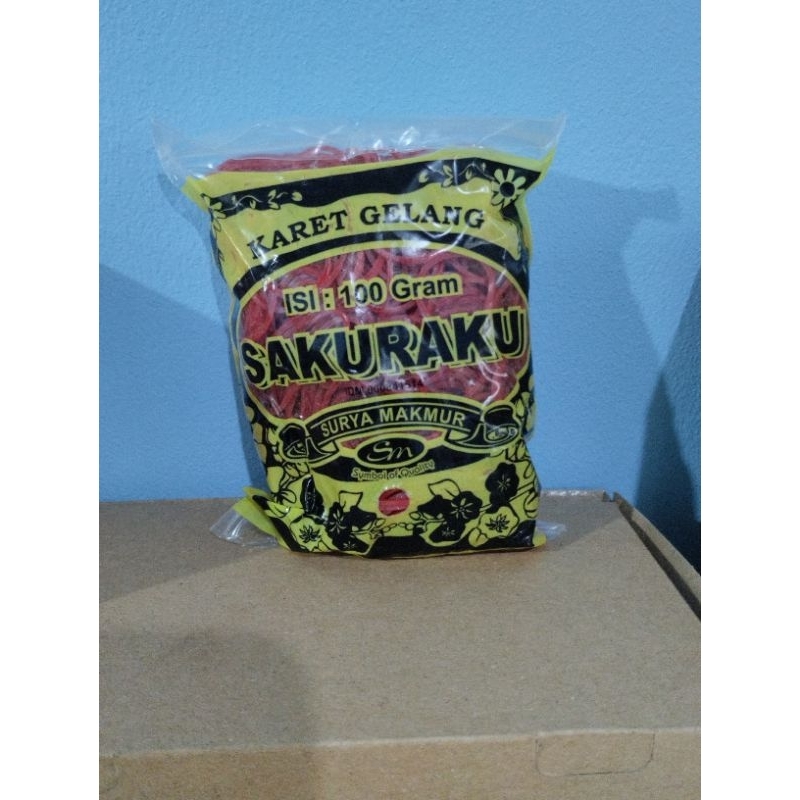 KARET GELANG
ISI : 100 Gram
SAKURAKU
SURYA MAKMUR
Sm
Symbol of Quality